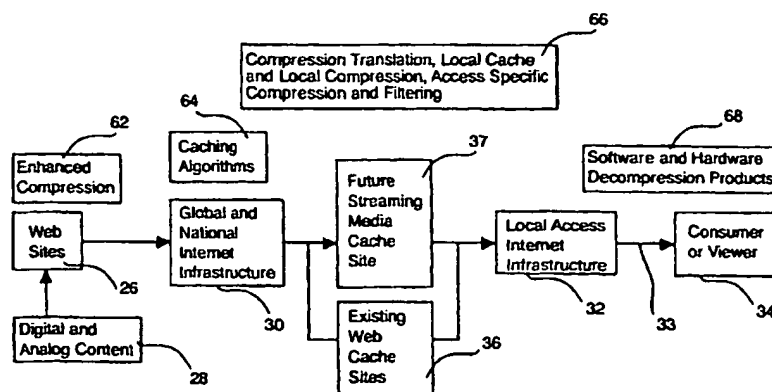 66
Compression Translation, Local Cache
and Local Compression, Access Specific
Compression and Filtering
62
64
68
Enhanced
Compression
Caching
Algorithms
37
Software and Hardware
Decompression Products
Web
Sites
26
Global and
National
Internet
Infrastructure
30
Future
Streaming
Media
Cache
Site
Local Access
Internet
Infrastructure
32
33
Consumer
or Viewer
34
Digital and
Analog Content
28
Existing
Web
Cache
Sites
36